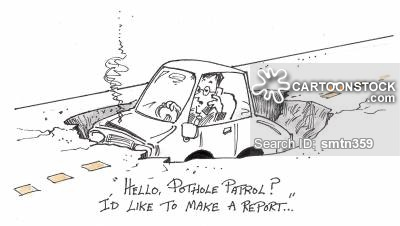 CartoonStock
.com
Search ID: smtn359
"HELLO, POTHOLE PATROL?
I'D LIKE TO MAKE A REPORT..."